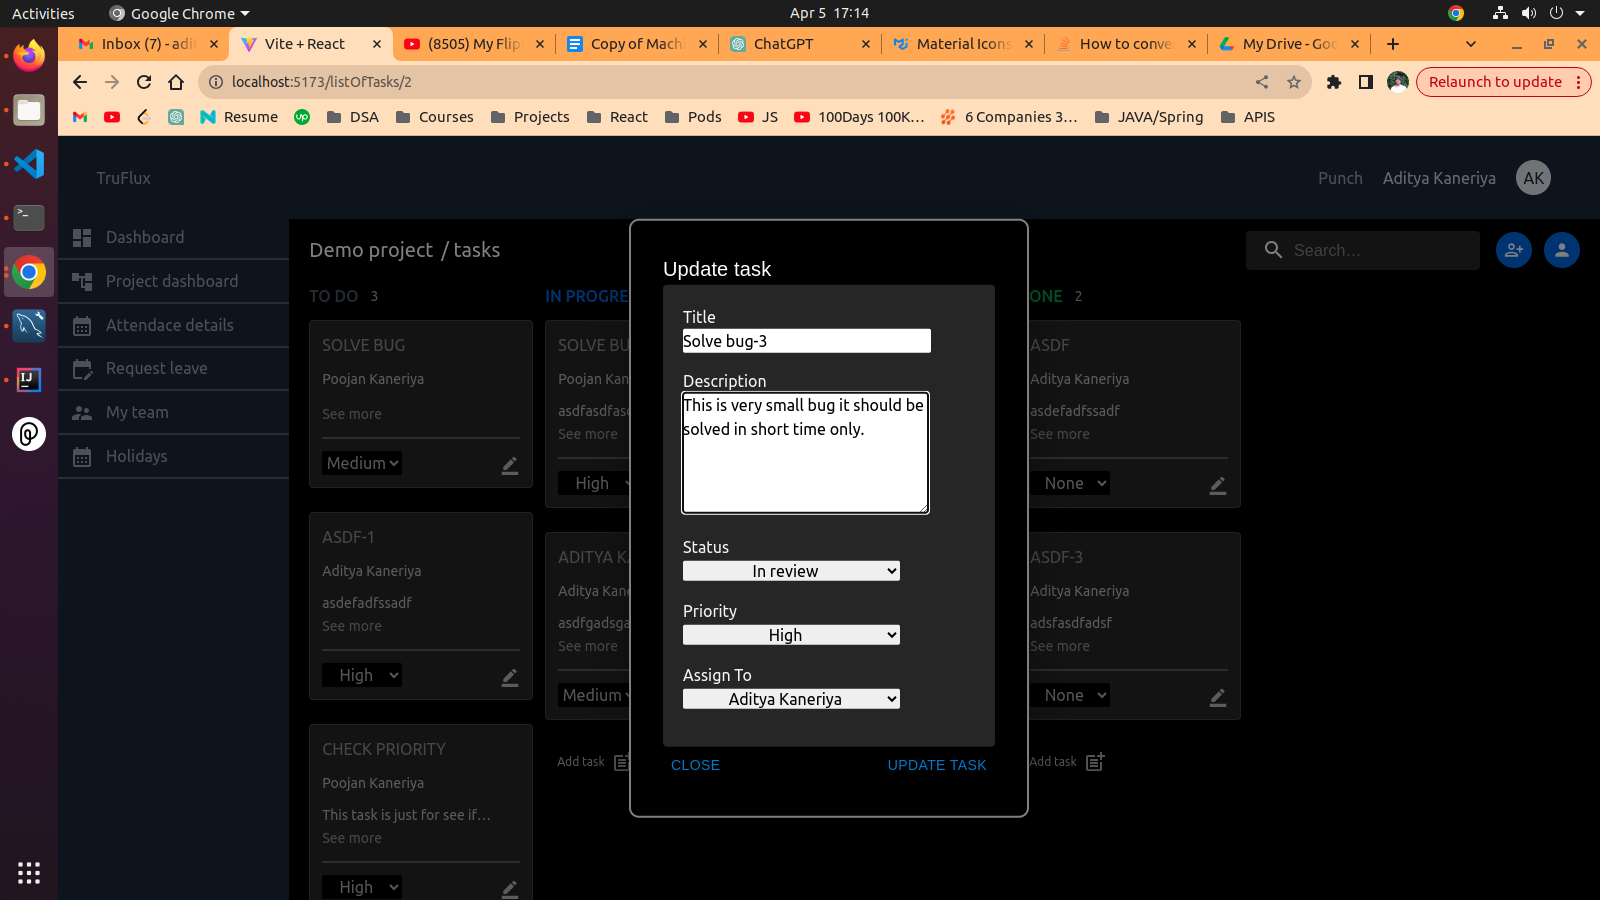 Activities
Google Chrome
Apr 5 17:14
Inbox (7) - adi
Vite + React
(8505) My Flip
Copy of Mach
ChatGPT
Material Icons
How to conve
My Drive - Goo
localhost:5173/listOfTasks/2
Relaunch to update
Resume
up
DSA
Courses
Projects
React
Pods
JS
100Days 100K...
6 Companies 3...
JAVA/Spring
APIS
TruFlux
Punch
Aditya Kaneriya
AK
Dashboard
Project dashboard
Attendace details
Request leave
My team
Holidays
Demo project / tasks
Search...
TO DO 3
SOLVE BUG
Poojan Kaneriya
See more
Medium
ASDF-1
Aditya Kaneriya
asdefadfssadf
See more
High
CHECK PRIORITY
Poojan Kaneriya
This task is just for see if...
See more
High
IN PROGRE
SOLVE BU
Poojan Kan
asdfasdfas
See more
High
ADITYA KA
Aditya Kane
asdfgadsga
See more
Medium
Add task
Update task
Title
Solve bug-3
Description
This is very small bug it should be
solved in short time only.
Status
In review
Priority
High
Assign To
Aditya Kaneriya
CLOSE
UPDATE TASK
ONE 2
ASDF
Aditya Kaneriya
asdefadfssadf
See more
None
ASDF-3
Aditya Kaneriya
adsfasdfadsf
See more
None
Add task
IJ